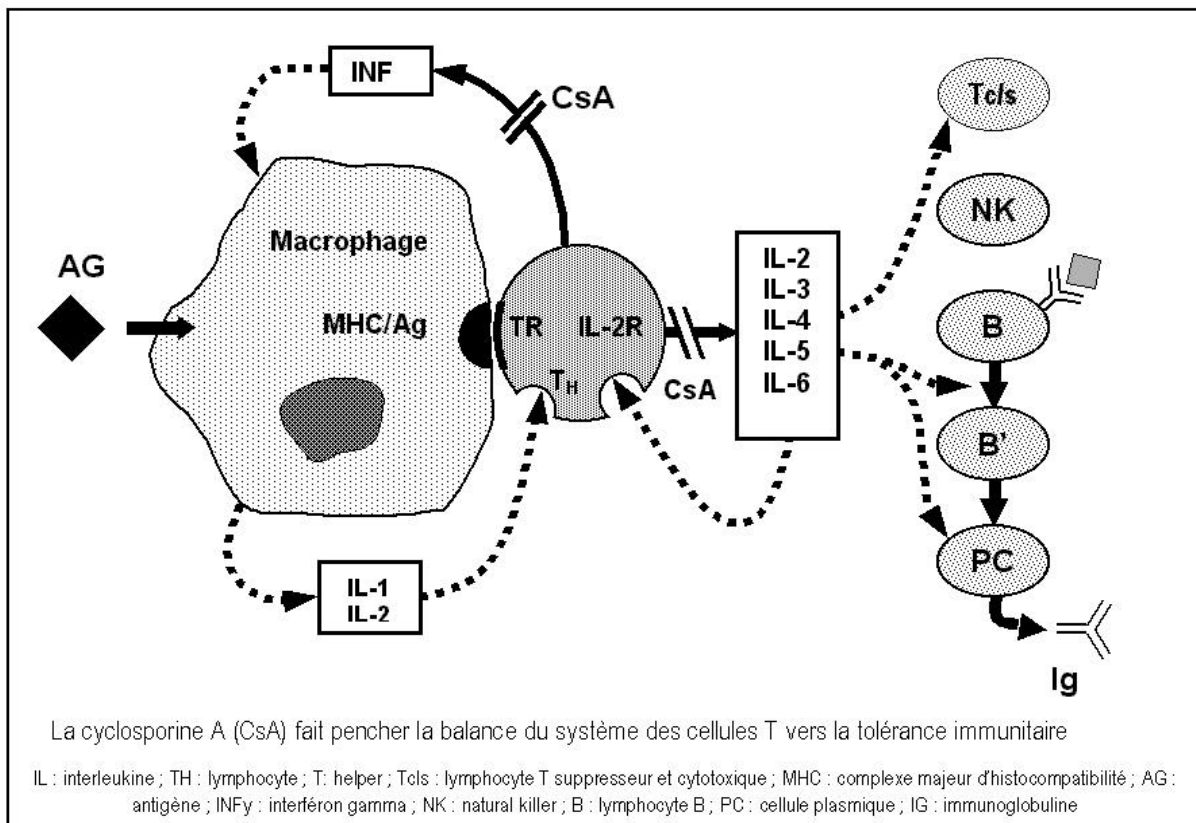 INF
CsA
Tc/s
NK
Macrophage
AG
IL-2
IL-3
IL-4
IL-5
IL-6
MHC/Ag
TR
IL-2R
B
TH
CsA
B'
PC
IL-1
IL-2
Ig
La cyclosporine A (CsA) fait pencher la balance du système des cellules T vers la tolérance immunitaire
IL : interleukine ; TH : lymphocyte ; T: helper ; Tcls : lymphocyte T suppresseur et cytotoxique ; MHC : complexe majeur d'histocompatibilité ; AG :
antigène ; INFy : interféron gamma ; NK : natural killer ; B : lymphocyte B ; PC : cellule plasmique ; IG : immunoglobuline